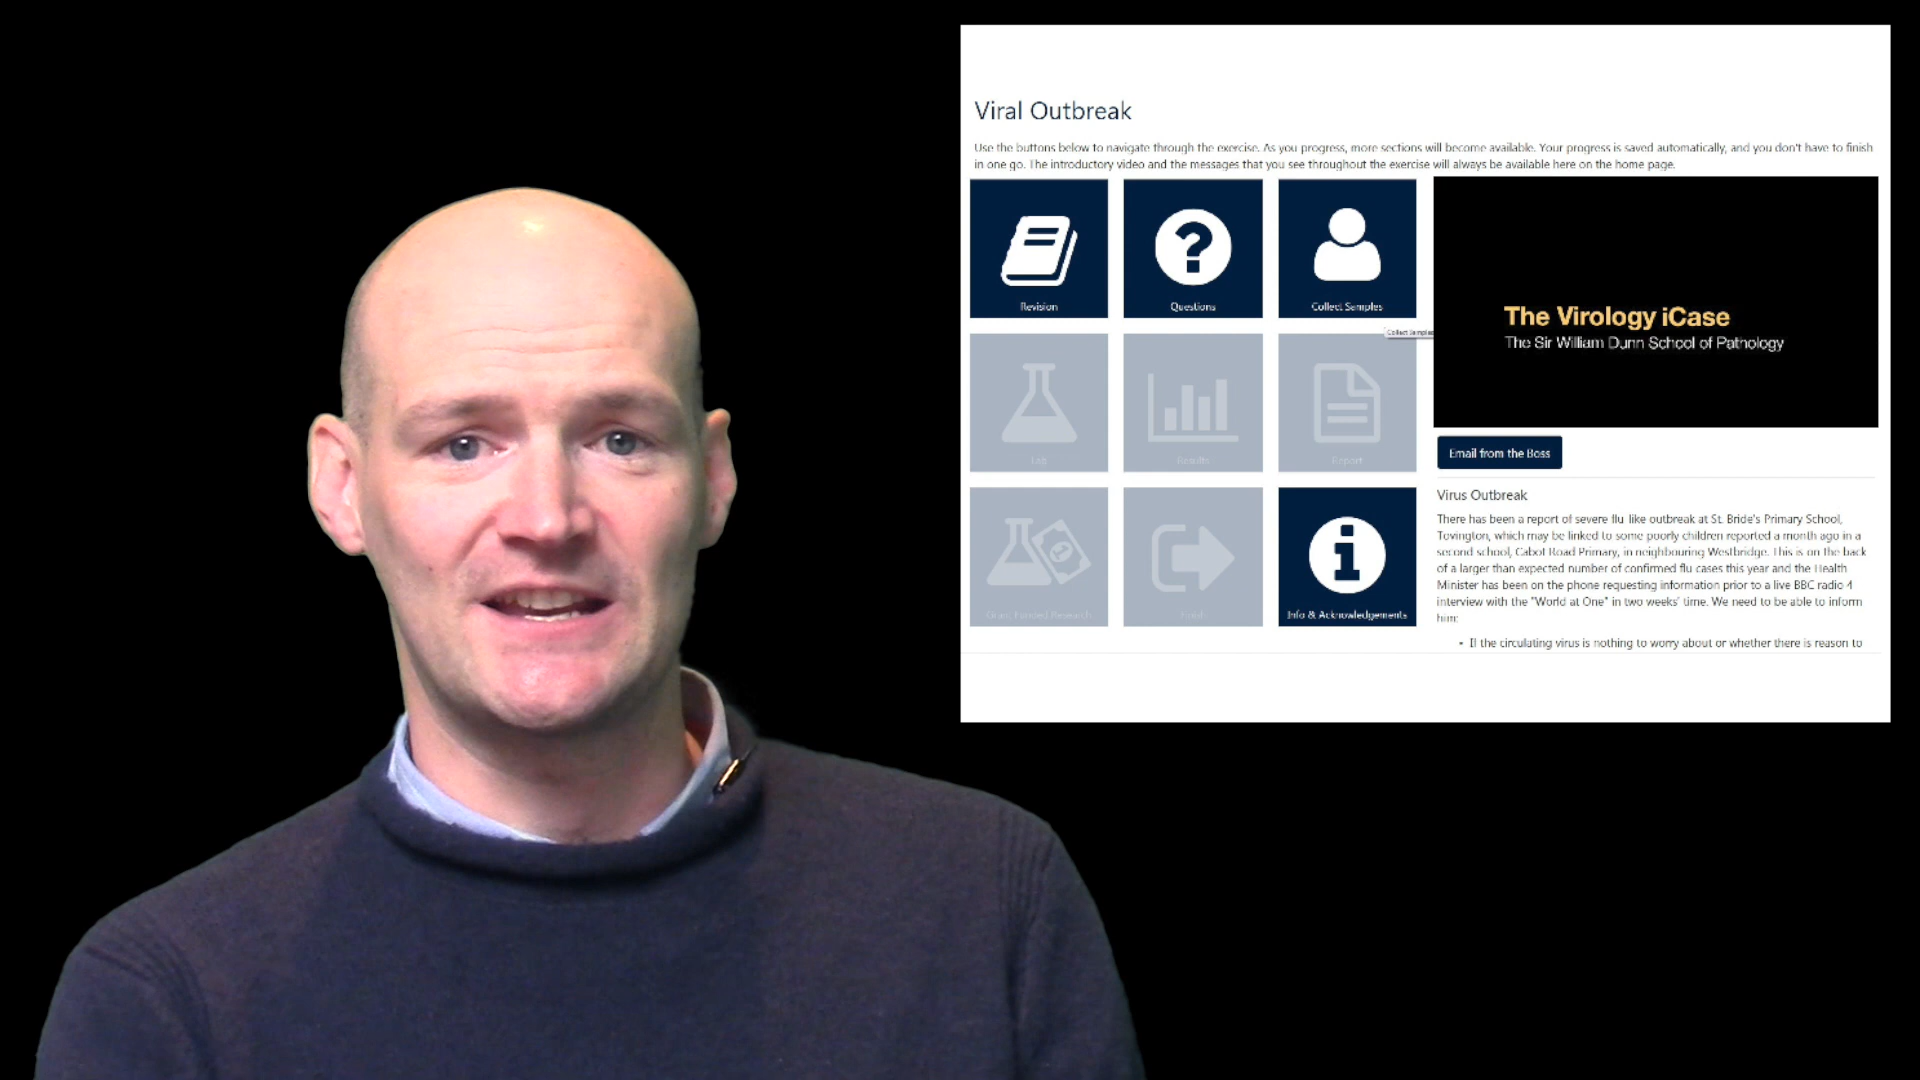 Viral Outbreak
Use the buttons below to navigate through the exercise. As you progress, more sections will become available. Your progress is saved automatically, and you don't have to finish
in one go. The introductory video and the messages that you see throughout the exercise will always be available here on the home page.
Revision
Questions
Collect Samples
Collect Samples
The Virology iCase
The Sir William Dunn School of Pathology
Lab
Results
Report
Email from the Boss
Virus Outbreak
There has been a report of severe flu like outbreak at St. Bride's Primary School,
Tovington, which may be linked to some poorly children reported a month ago in a
second school, Cabot Road Primary, in neighbouring Westbridge. This is on the back
of a larger than expected number of confirmed flu cases this year and the Health
Minister has been on the phone requesting information prior to a live BBC radio 4
interview with the "World at One" in two weeks' time. We need to be able to inform
him:
• If the circulating virus is nothing to worry about or whether there is reason to
Grant Funded Research
Finish
Info & Acknowledgements